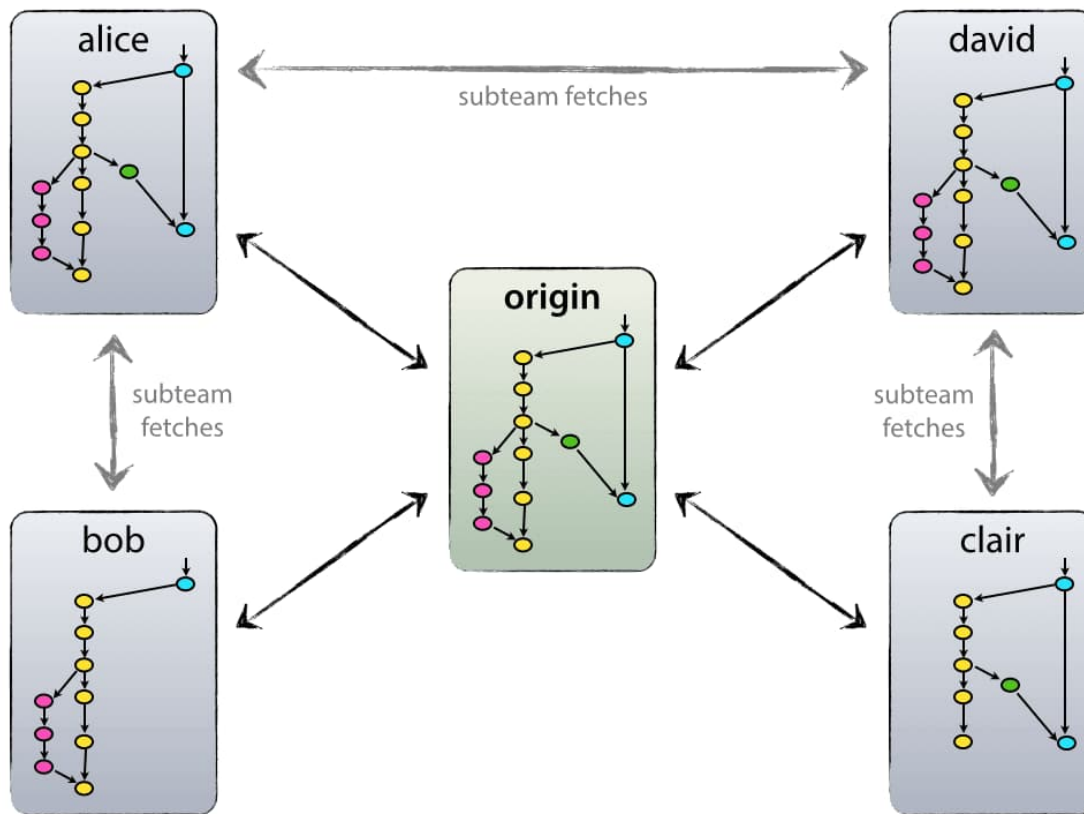 alice
david
subteam fetches
origin
subteam
fetches
subteam
fetches
bob
clair